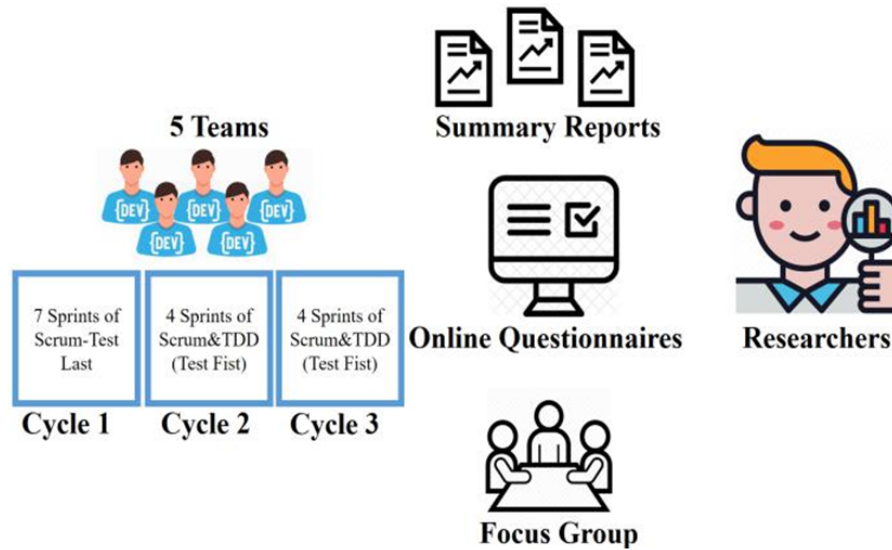 5 Teams
{DEV} {DEV} {DEV}
{DEV} {DEV}
7 Sprints of
Scrum-Test
Last
4 Sprints of
Scrum&TDD
(Test Fist)
4 Sprints of
Scrum&TDD
(Test Fist)
Cycle 1
Cycle 2
Cycle 3
Summary Reports
Online Questionnaires
Focus Group
Researchers